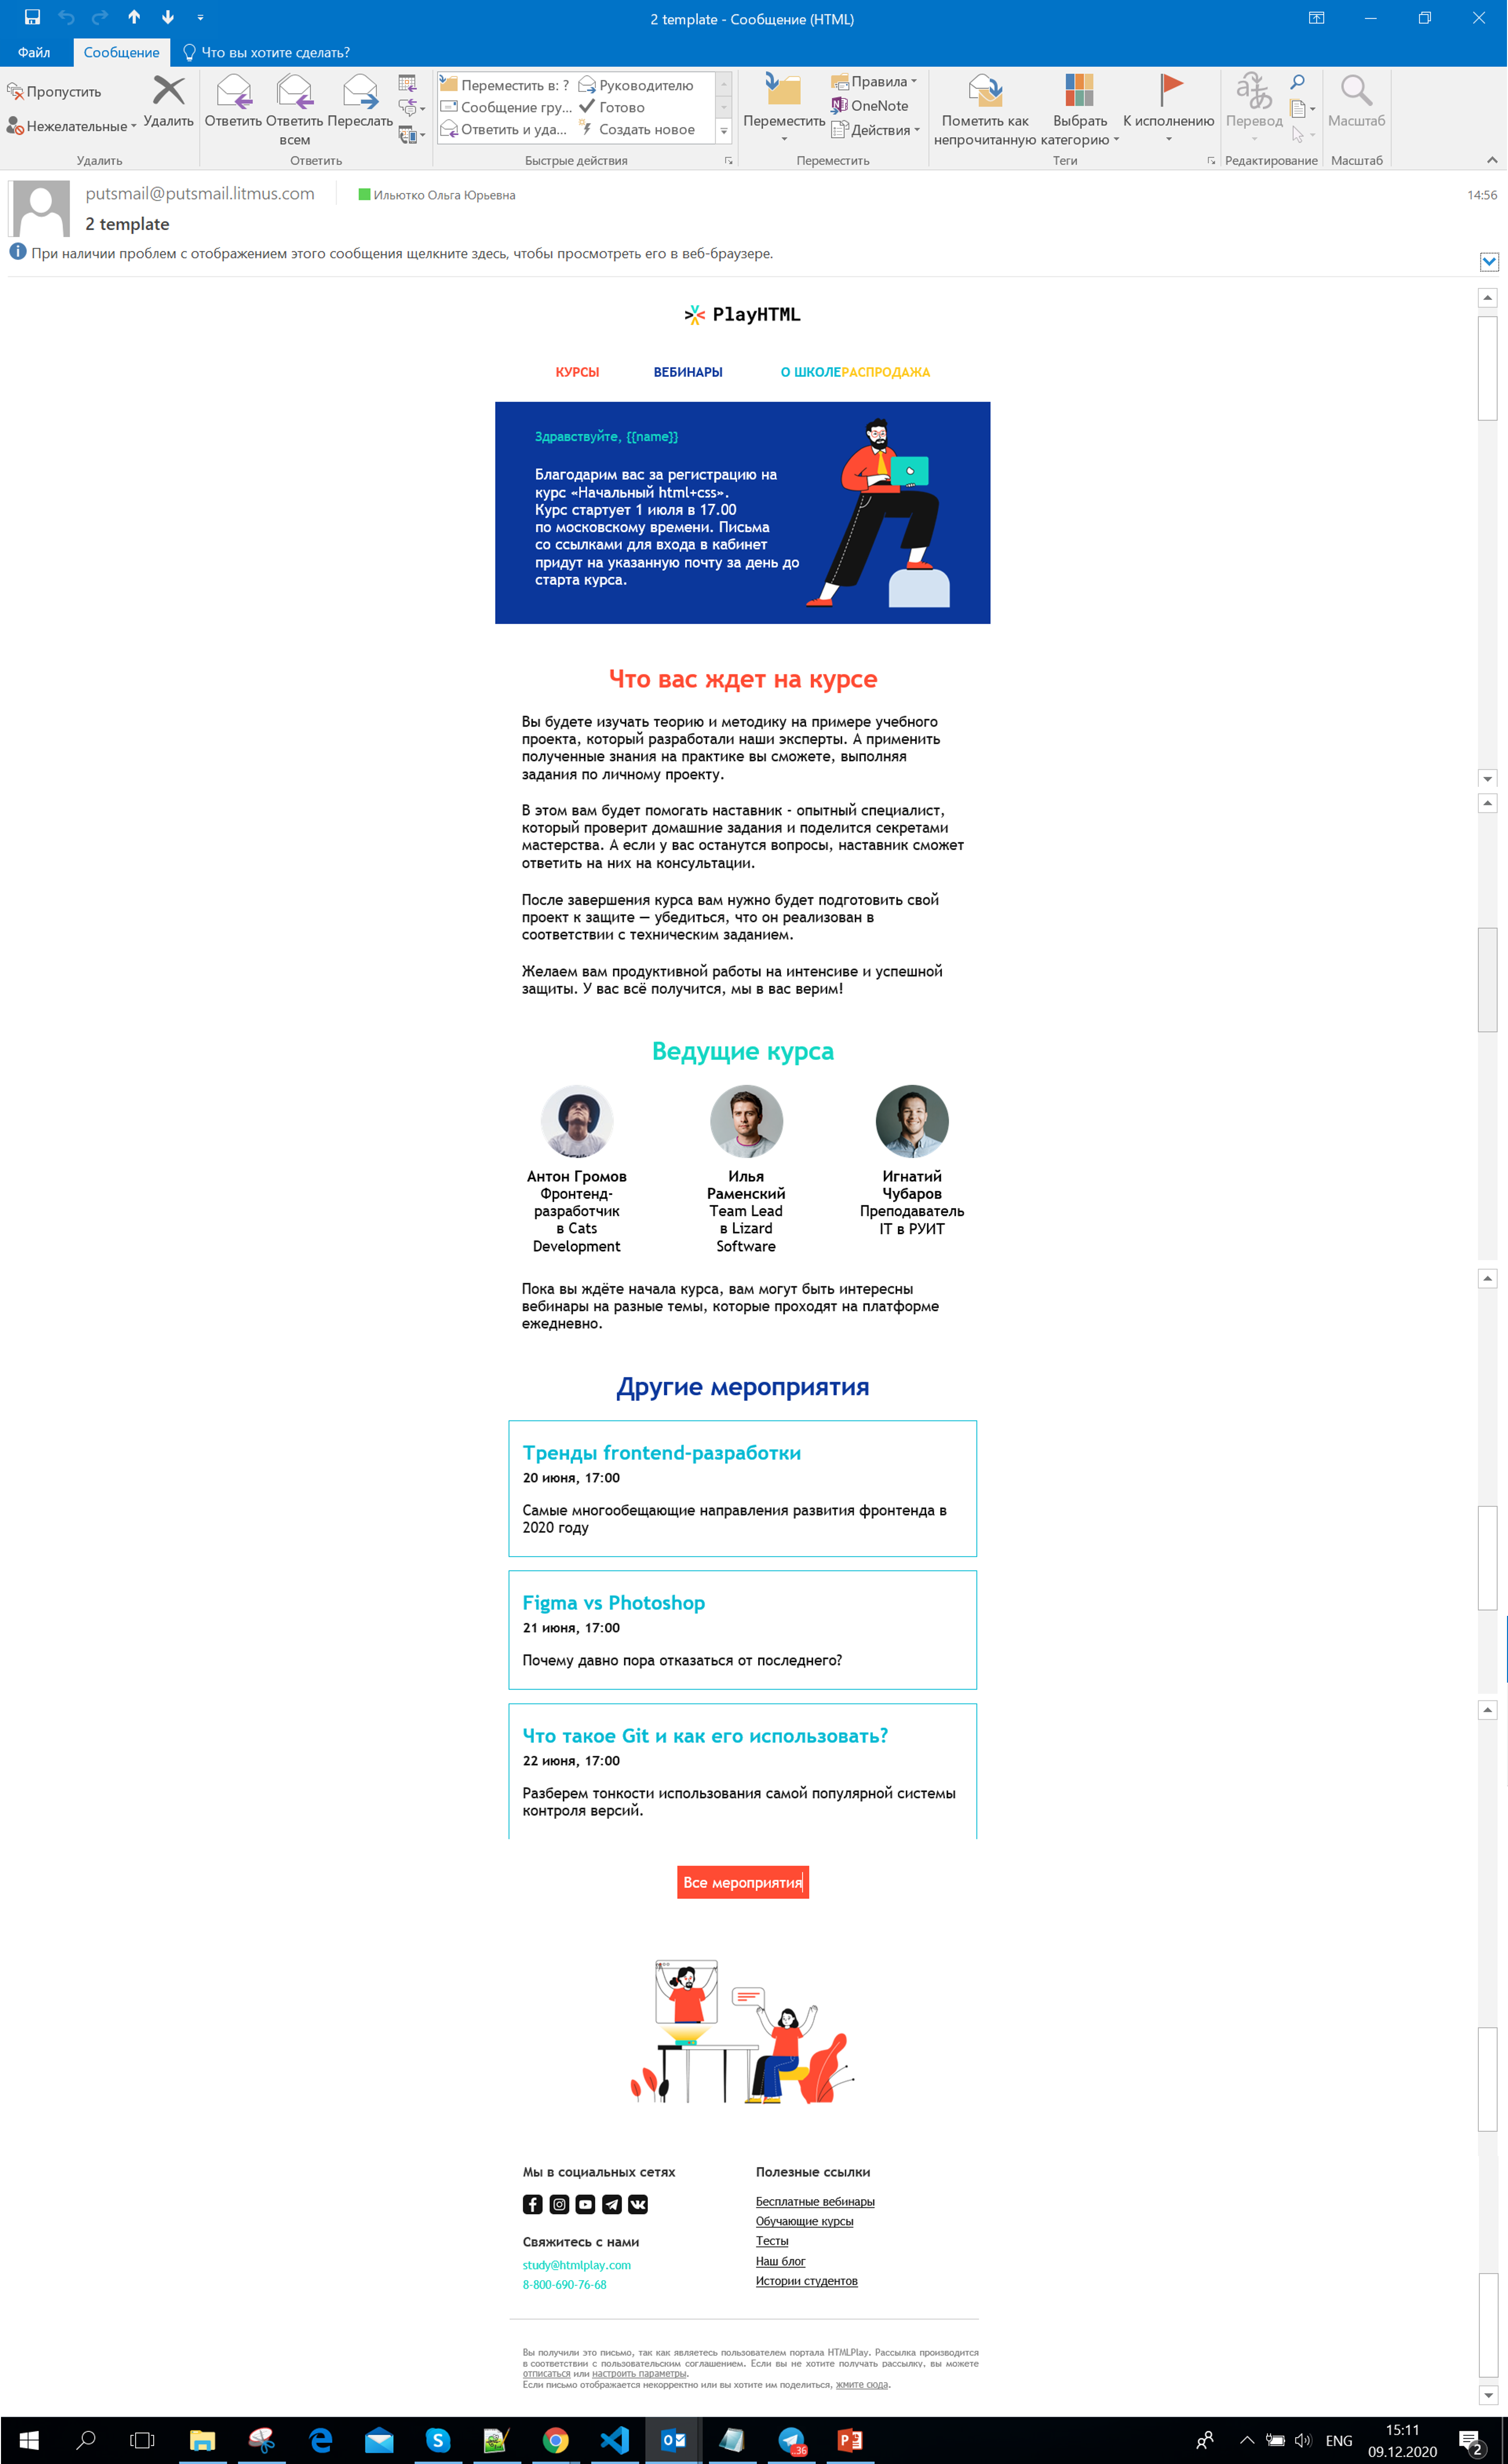 2 template - Сообщение (HTML)
Файл
Сообщение
Что вы хотите сделать?
Пропустить
Нежелательные
Удалить
Удалить
Ответить
Ответить всем
Переслать
Ответить
Переместить в: ?
Сообщение гру...
Ответить и уда...
Руководителю
Готово
Создать новое
Быстрые действия
Переместить
Правила
OneNote
Действия
Переместить
Пометить как непрочитанную
Выбрать категорию
К исполнению
Теги
Перевод
Редактирование
Масштаб
Масштаб
putsmail@putsmail.litmus.com
Ильютко Ольга Юрьевна
14:56
2 template
При наличии проблем с отображением этого сообщения щелкните здесь, чтобы просмотреть его в веб-браузере.
PlayHTML
КУРСЫ ВЕБИНАРЫ О ШКОЛЕРАСПРОДАЖА
Здравствуйте, {{name}}
Благодарим вас за регистрацию на
курс «Начальный html+css».
Курс стартует 1 июля в 17.00
по московскому времени. Письма
со ссылками для входа в кабинет
придут на указанную почту за день до
старта курса.
Что вас ждет на курсе
Вы будете изучать теорию и методику на примере учебного
проекта, который разработали наши эксперты. А применить
полученные знания на практике вы сможете, выполняя
задания по личному проекту.
В этом вам будет помогать наставник - опытный специалист,
который проверит домашние задания и поделится секретами
мастерства. А если у вас останутся вопросы, наставник сможет
ответить на них на консультации.
После завершения курса вам нужно будет подготовить свой
проект к защите — убедиться, что он реализован в
соответствии с техническим заданием.
Желаем вам продуктивной работы на интенсиве и успешной
защиты. У вас всё получится, мы в вас верим!
Ведущие курса
Антон Громов
Фронтенд-
разработчик
в Cats
Development
Илья
Раменский
Team Lead
в Lizard
Software
Игнатий
Чубаров
Преподаватель
IT в РУИТ
Пока вы ждёте начала курса, вам могут быть интересны
вебинары на разные темы, которые проходят на платформе
ежедневно.
Другие мероприятия
Тренды frontend-разработки
20 июня, 17:00
Самые многообещающие направления развития фронтенда в
2020 году
Figma vs Photoshop
21 июня, 17:00
Почему давно пора отказаться от последнего?
Что такое Git и как его использовать?
22 июня, 17:00
Разберем тонкости использования самой популярной системы
контроля версий.
Все мероприятия
Мы в социальных сетях
Свяжитесь с нами
study@htmlplay.com
8-800-690-76-68
Полезные ссылки
Бесплатные вебинары
Обучающие курсы
Тесты
Наш блог
Истории студентов
Вы получили это письмо, так как являетесь пользователем портала HTMLPlay. Рассылка производится
в соответствии с пользовательским соглашением. Если вы не хотите получать рассылку, вы можете
отписаться или настроить параметры.
Если письмо отображается некорректно или вы хотите им поделиться, жмите сюда.
ENG
15:11
09.12.2020
2